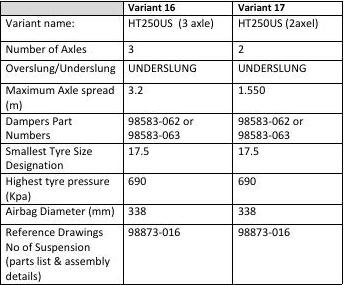 Variant 16 Variant 17
Variant name: HT250US (3 axle) HT250US (2axel)
Number of Axles 3 2
Overslung/Underslung UNDERSLUNG UNDERSLUNG
Maximum Axle spread 3.2 1.550
(m)
Dampers Part 98583-062 or 98583-062 or
Numbers 98583-063 98583-063
Smallest Tyre Size 17.5 17.5
Designation
Highest tyre pressure 690 690
(Kpa)
Airbag Diameter (mm) 338 338
Reference Drawings 98873-016 98873-016
No of Suspension
(parts list & assembly
details)